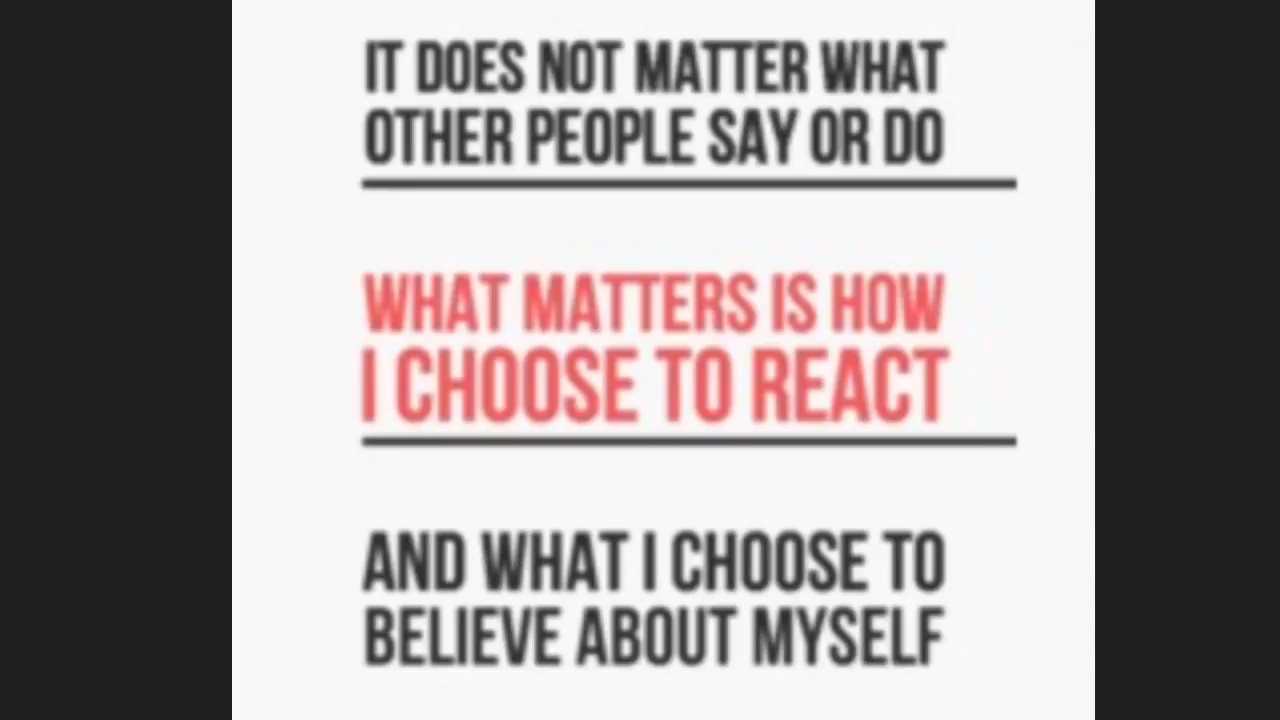 IT DOES NOT MATTER WHAT
OTHER PEOPLE SAY OR DO
WHAT MATTERS IS HOW
I CHOOSE TO REACT
AND WHAT I CHOOSE TO
BELIEVE ABOUT MYSELF